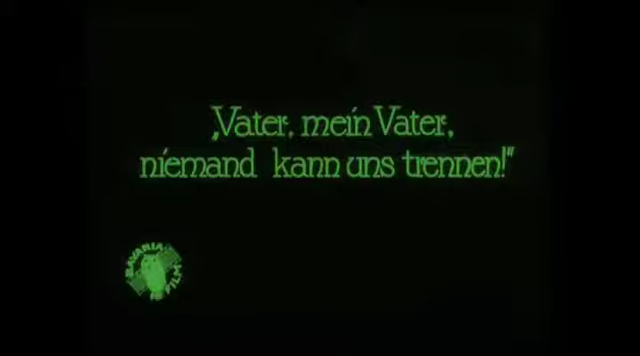 „Vater, mein Vater,
niemand kann uns trennen!“
BAVARIA
FILM